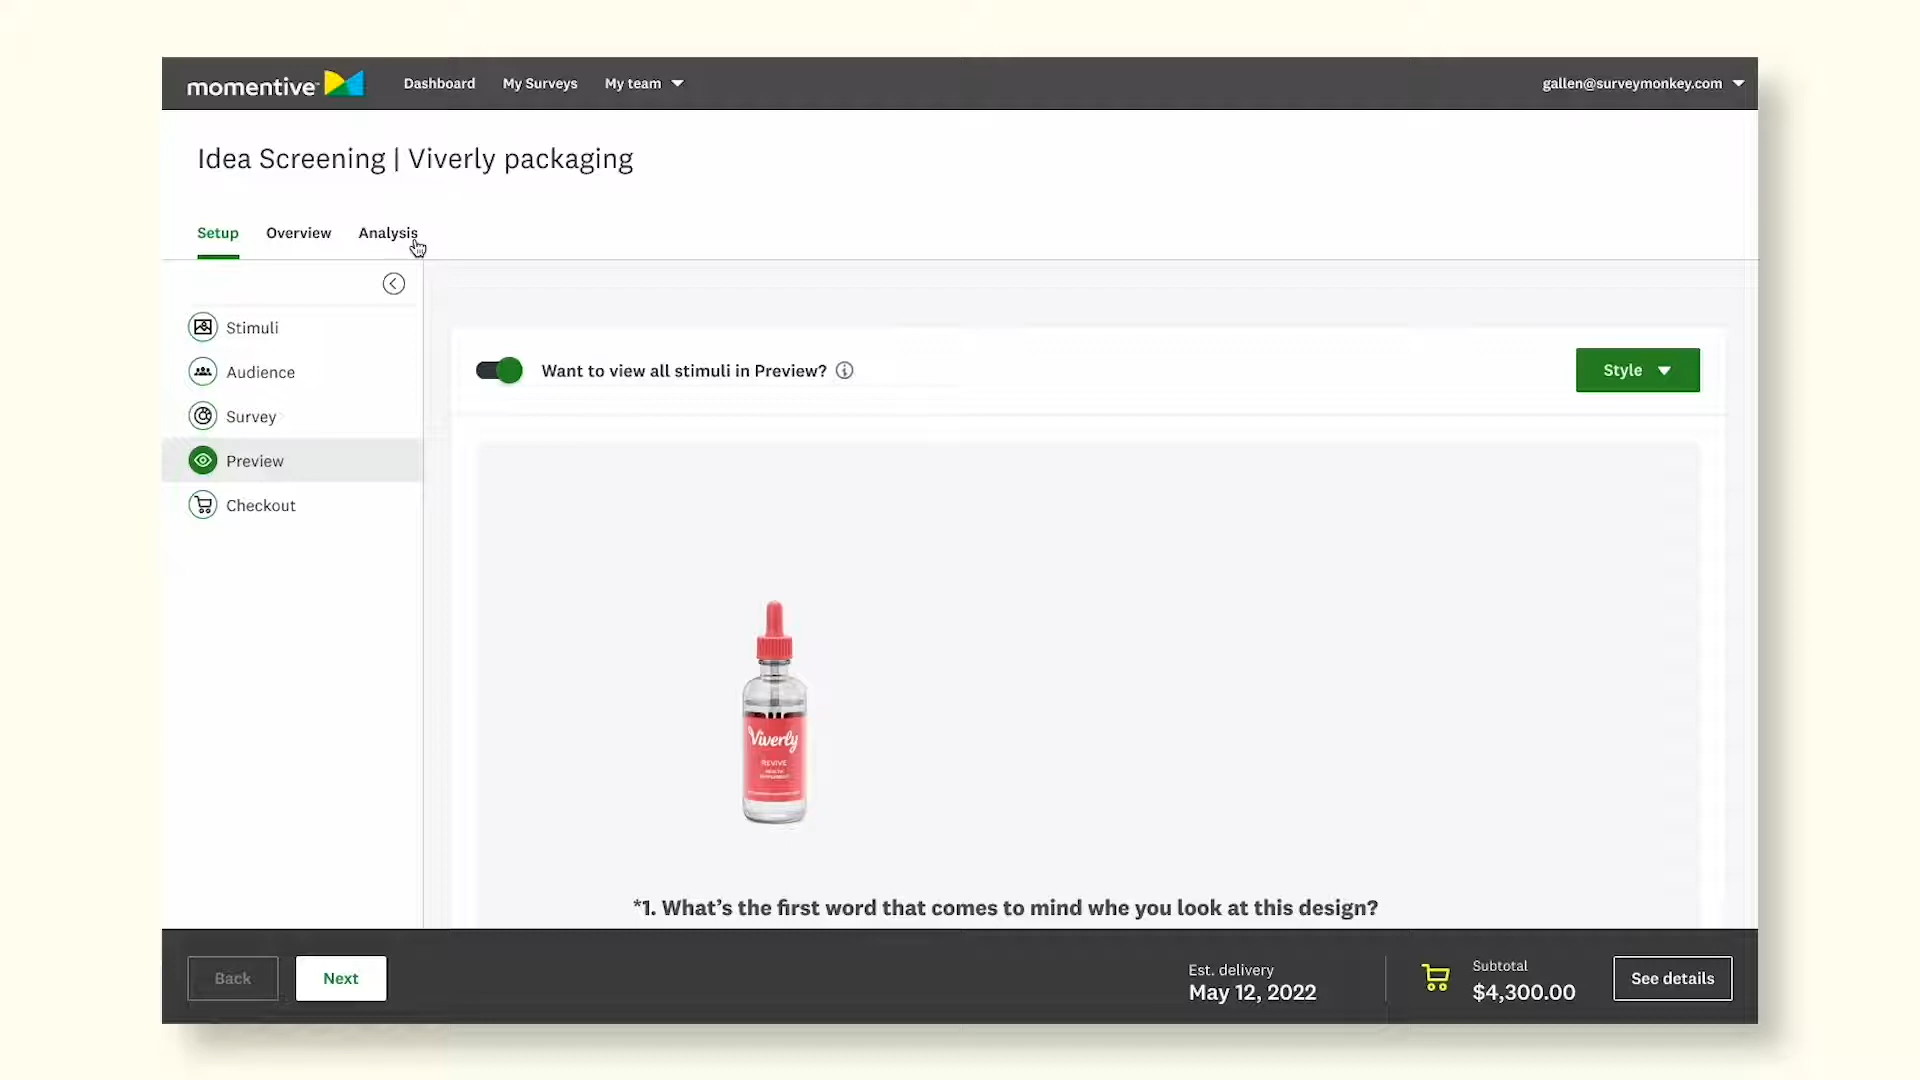 momentive
Dashboard
My Surveys
My team
gallen@surveymonkey.com
Idea Screening | Viverly packaging
Setup
Overview
Analysis
Stimuli
Audience
Survey
Preview
Checkout
Want to view all stimuli in Preview?
Style
Viverly
REVIVE
*1. What's the first word that comes to mind whe you look at this design?
Back
Next
Est. delivery
May 12, 2022
Subtotal
$4,300.00
See details